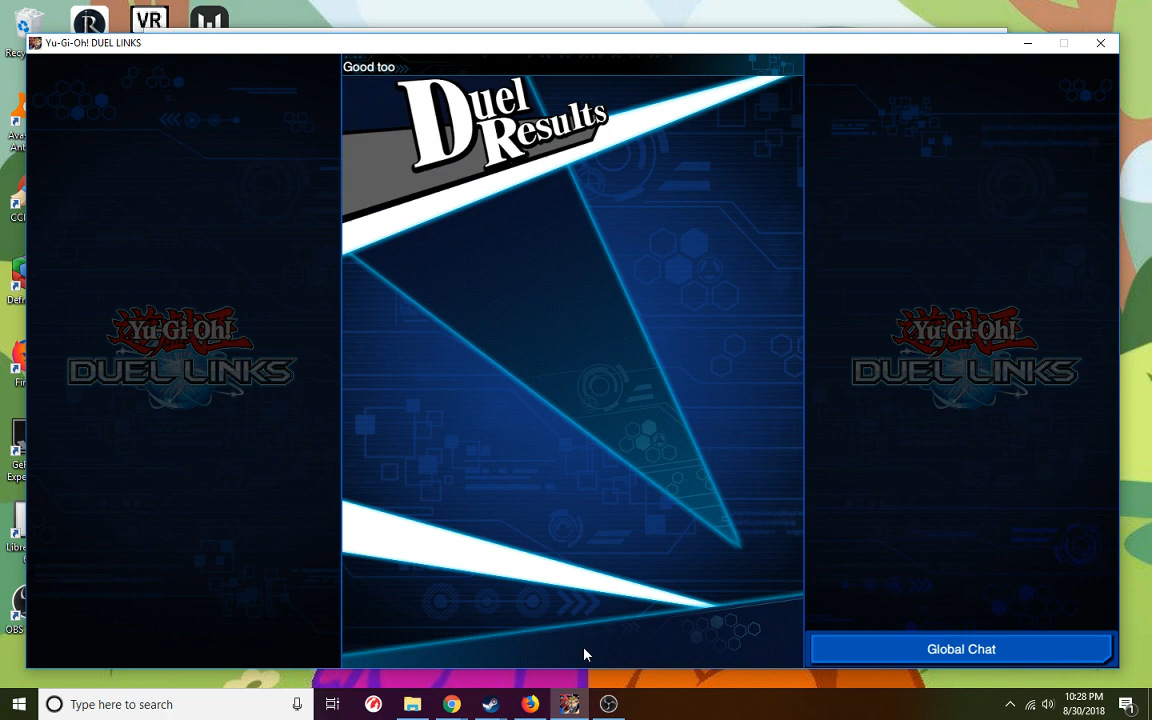 VR
Yu-Gi-Oh! DUEL LINKS
Good too
Duel
Results
Yu-Gi-Oh!
DUEL LINKS
Yu-Gi-Oh!
DUEL LINKS
Global Chat
Type here to search
10:28 PM
8/30/2018
1